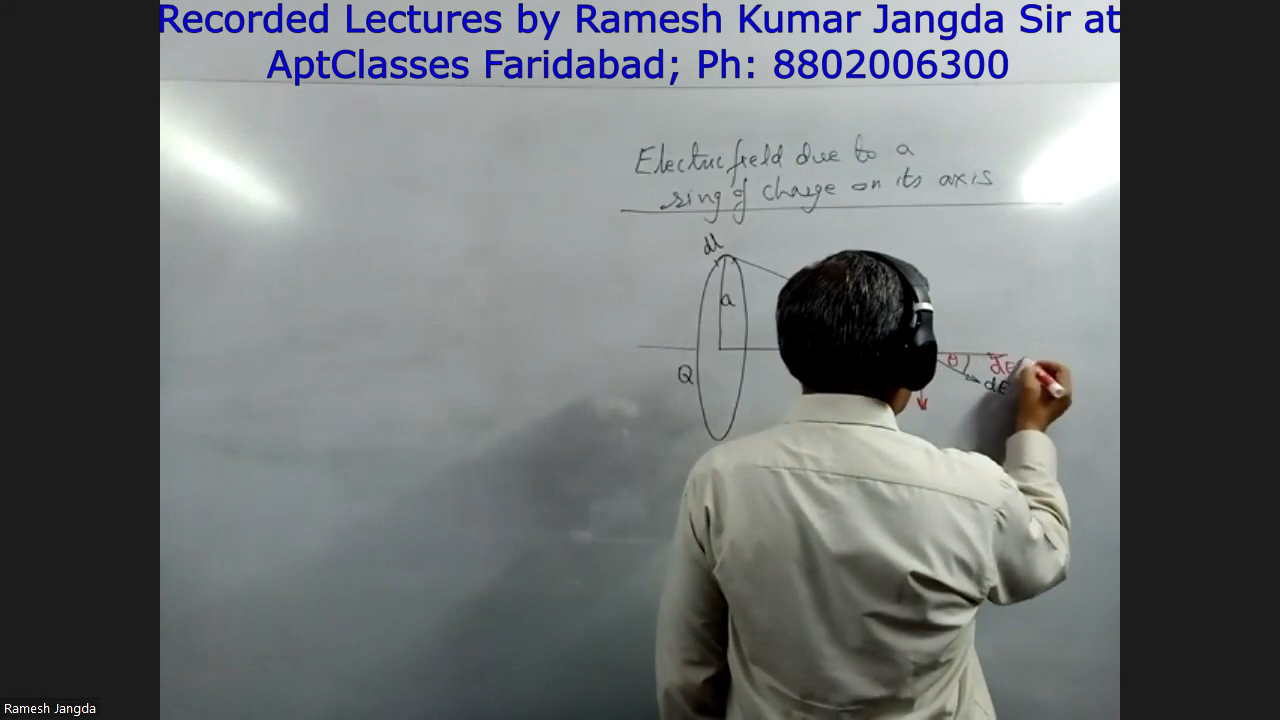 Recorded Lectures by Ramesh Kumar Jangda Sir at
AptClasses Faridabad; Ph: 8802006300
Electric field due to a
ring of charge on its axis
dl
a
Q
θ
dE
dE
Ramesh Jangda